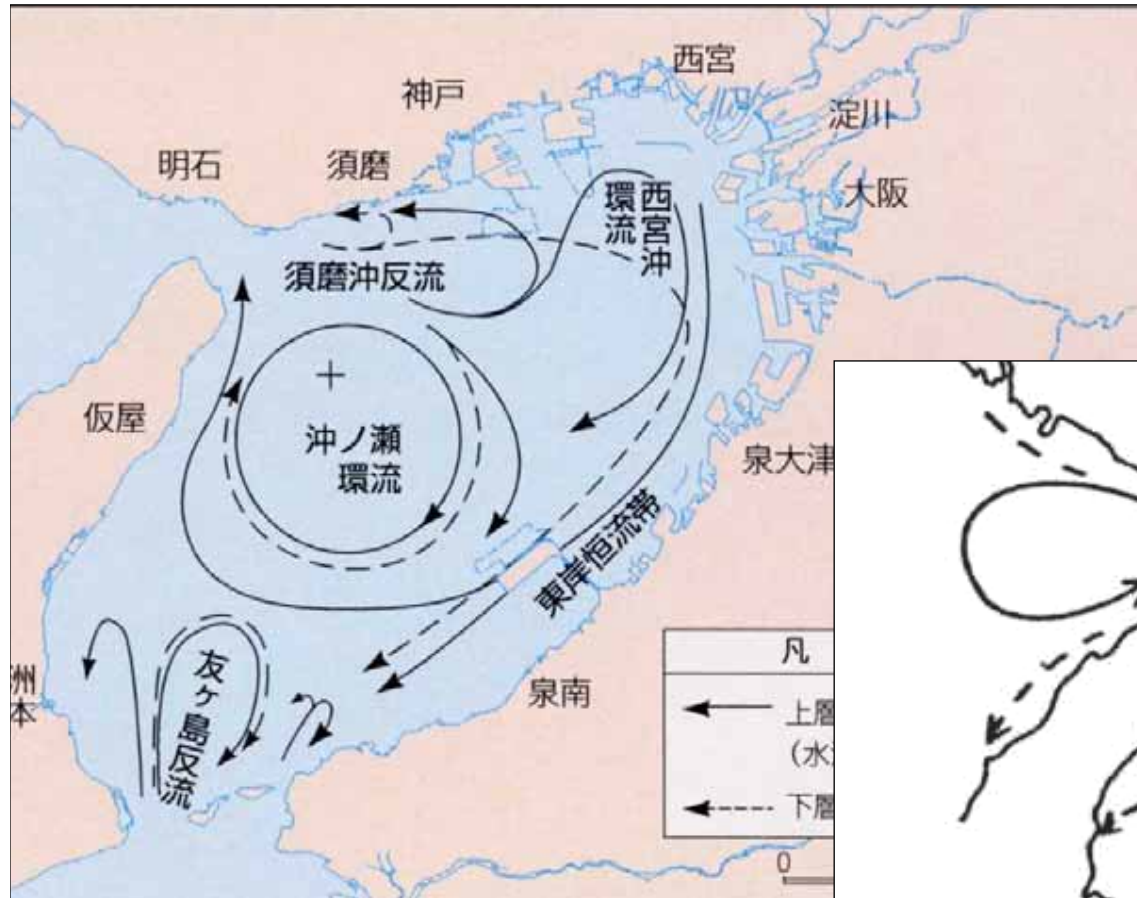 西宮
神戸
淀川
明石
須磨
大阪
西宮沖
環流
須磨沖反流
仮屋
沖ノ瀬
環流
泉大津
東岸恒流帯
友ヶ島反流
洲
本
泉南
凡
上層
(水
下層
0